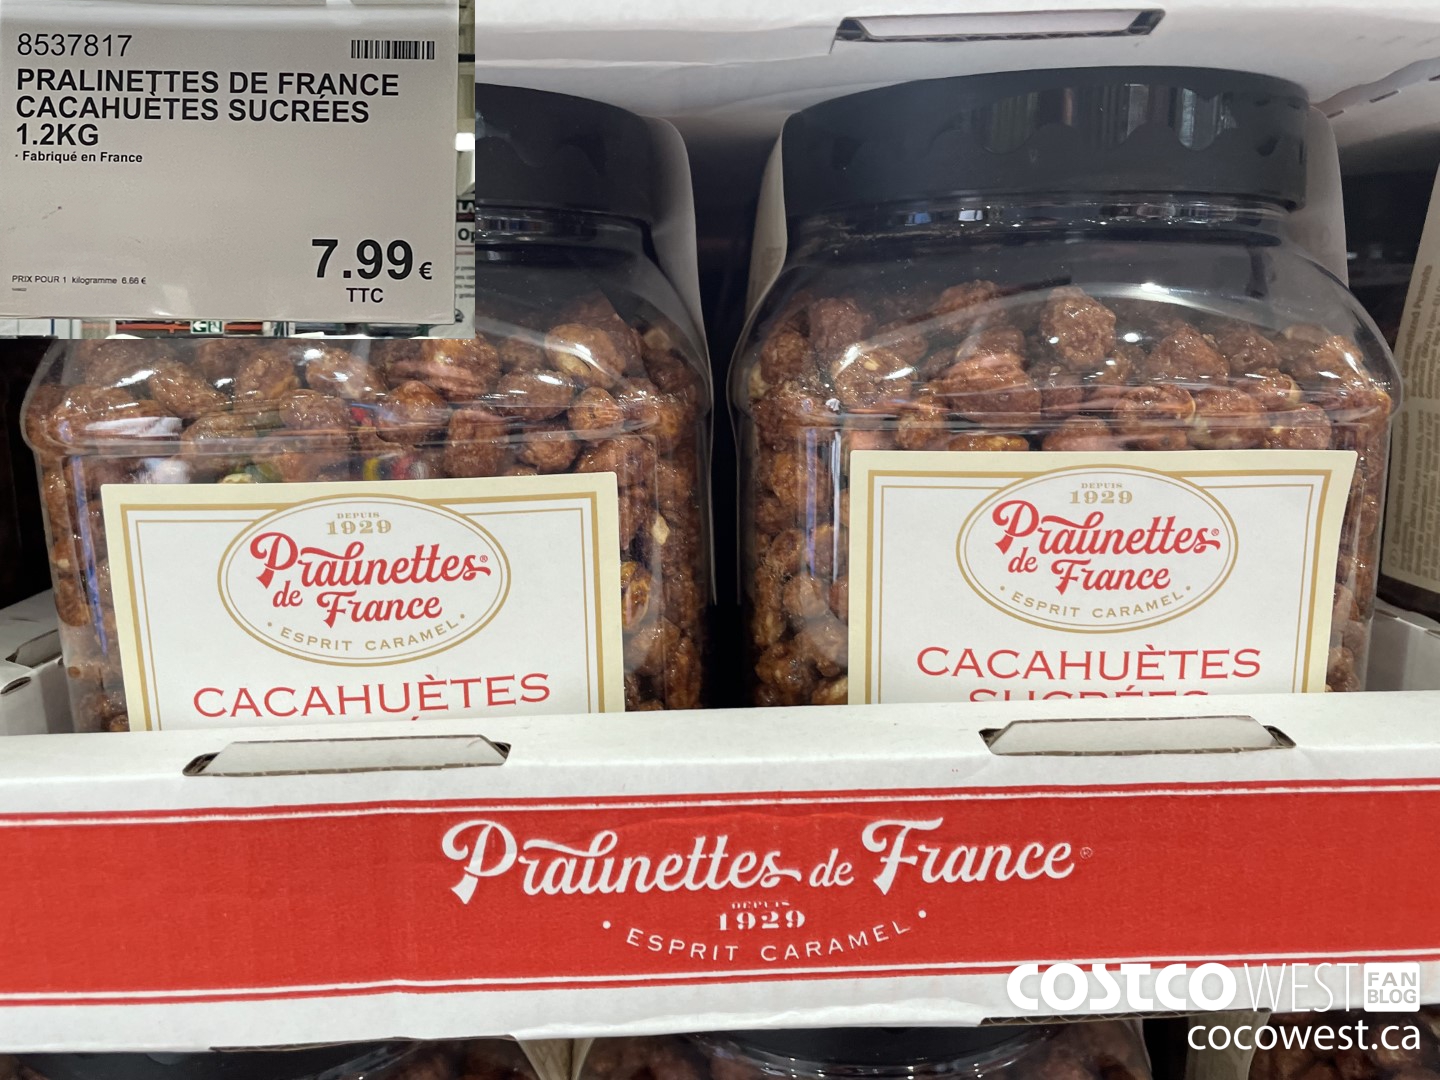 8537817
PRALINETTES DE FRANCE
CACAHUÈTES SUCRÉES
1.2KG
· Fabriqué en France
7.99 €
TTC
PRIX POUR 1 kilogramme 6.66 €
DEPUIS
1929
Pralinettes®
de France
· ESPRIT CARAMEL ·
CACAHUÈTES
DEPUIS
1929
Pralinettes®
de France
· ESPRIT CARAMEL ·
CACAHUÈTES
SUCRÉES
Pralinettes de France®
DEPUIS
1929
· ESPRIT CARAMEL ·
COSTCO WEST FAN BLOG
cocowest.ca